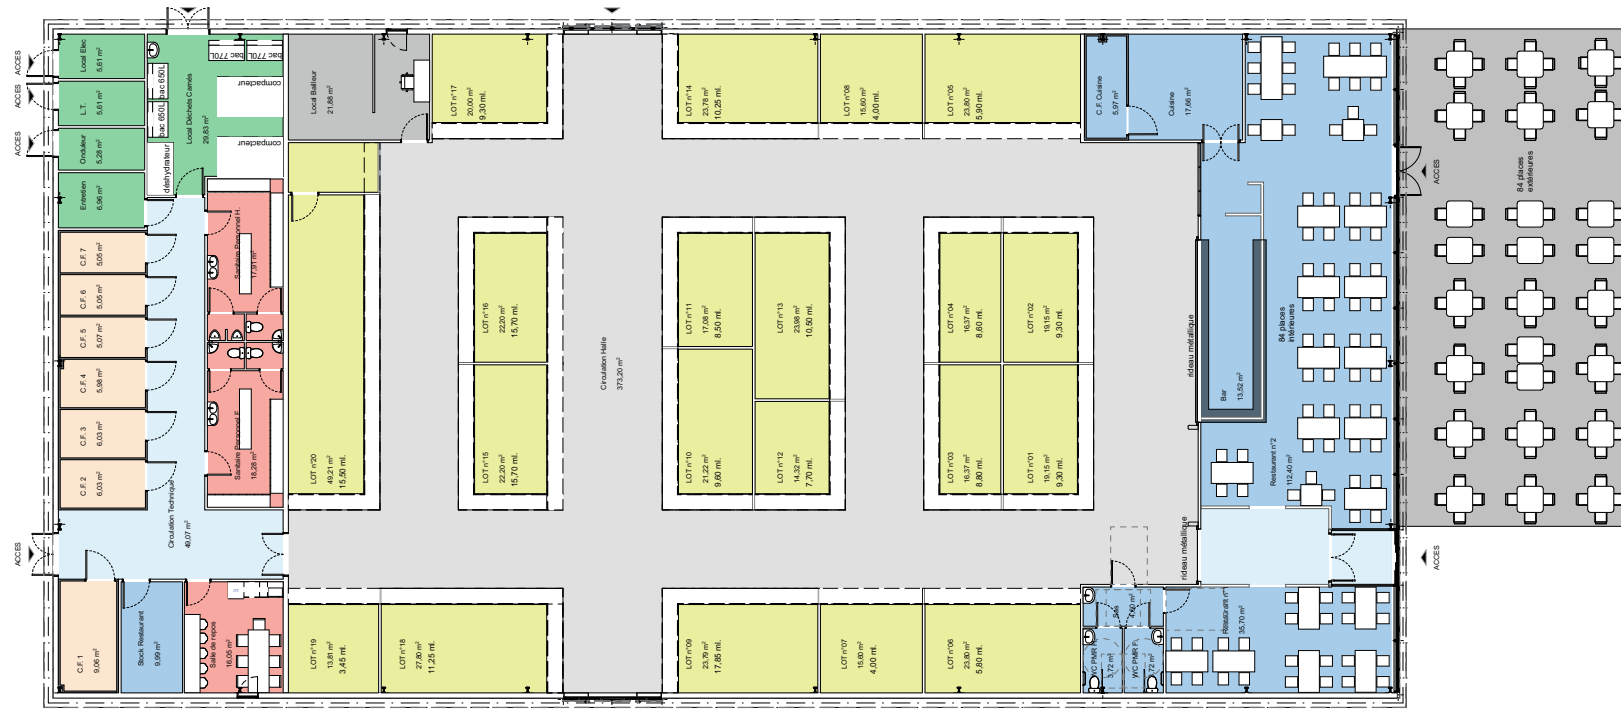 ACCES
ACCES
ACCES
ACCES
Local Elec
5,61 m²
L.T.
5,61 m²
Onduleur
5,28 m²
Entretien
6,96 m²
Local Déchets Carnés
29,83 m²
bac 650L
bac 650L
bac 770L
bac 770L
compacteur
compacteur
déshydrateur
C.F. 7
5,05 m²
C.F. 6
5,05 m²
C.F. 5
5,07 m²
C.F. 4
5,98 m²
C.F. 3
6,03 m²
C.F. 2
6,03 m²
C.F. 1
9,06 m²
Circulation Technique
49,07 m²
Sanitaire Personnel H.
17,91 m²
Sanitaire Personnel F.
18,28 m²
Stock Restaurant
9,99 m²
Salle de repos
16,05 m²
Local Bailleur
21,88 m²
LOT n°17
20,00 m²
9,30 ml.
LOT n°14
23,78 m²
10,25 ml.
LOT n°08
15,60 m²
4,00 ml.
LOT n°05
23,80 m²
5,90 ml.
LOT n°20
49,21 m²
15,50 ml.
LOT n°16
22,20 m²
15,70 ml.
LOT n°15
22,20 m²
15,70 ml.
Circulation Halle
373,20 m²
LOT n°11
17,08 m²
8,50 ml.
LOT n°13
23,98 m²
10,50 ml.
LOT n°10
21,22 m²
9,60 ml.
LOT n°12
14,32 m²
7,70 ml.
LOT n°04
16,37 m²
8,60 ml.
LOT n°02
19,15 m²
9,30 ml.
LOT n°03
16,37 m²
8,80 ml.
LOT n°01
19,15 m²
9,30 ml.
LOT n°19
13,81 m²
3,45 ml.
LOT n°18
27,80 m²
11,25 ml.
LOT n°09
23,79 m²
17,85 ml.
LOT n°07
15,60 m²
4,00 ml.
LOT n°06
23,80 m²
5,80 ml.
C.F. Cuisine
5,97 m²
Cuisine
17,66 m²
rideau métallique
rideau métallique
Bar
13,52 m²
84 places
intérieures
Restaurant n°2
112,40 m²
Restaurant n°1
35,70 m²
Sas
4,60 m²
WC PMR H.
3,72 m²
WC PMR F.
3,72 m²
84 places
extérieures
ACCES
ACCES